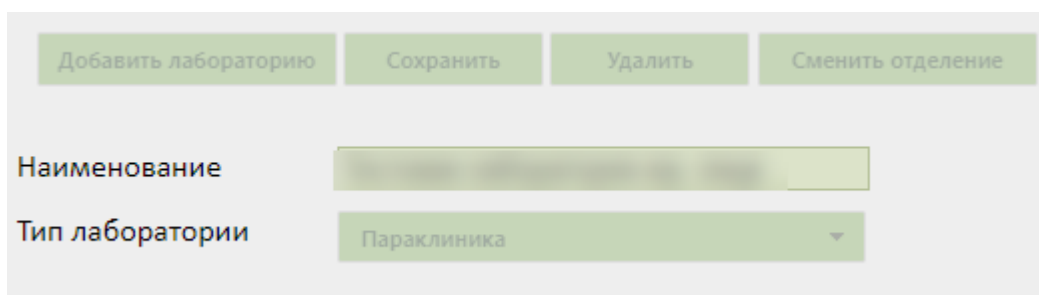 Добавить лабораторию Сохранить Удалить Сменить отделение
Наименование
Тип лаборатории Параклиника